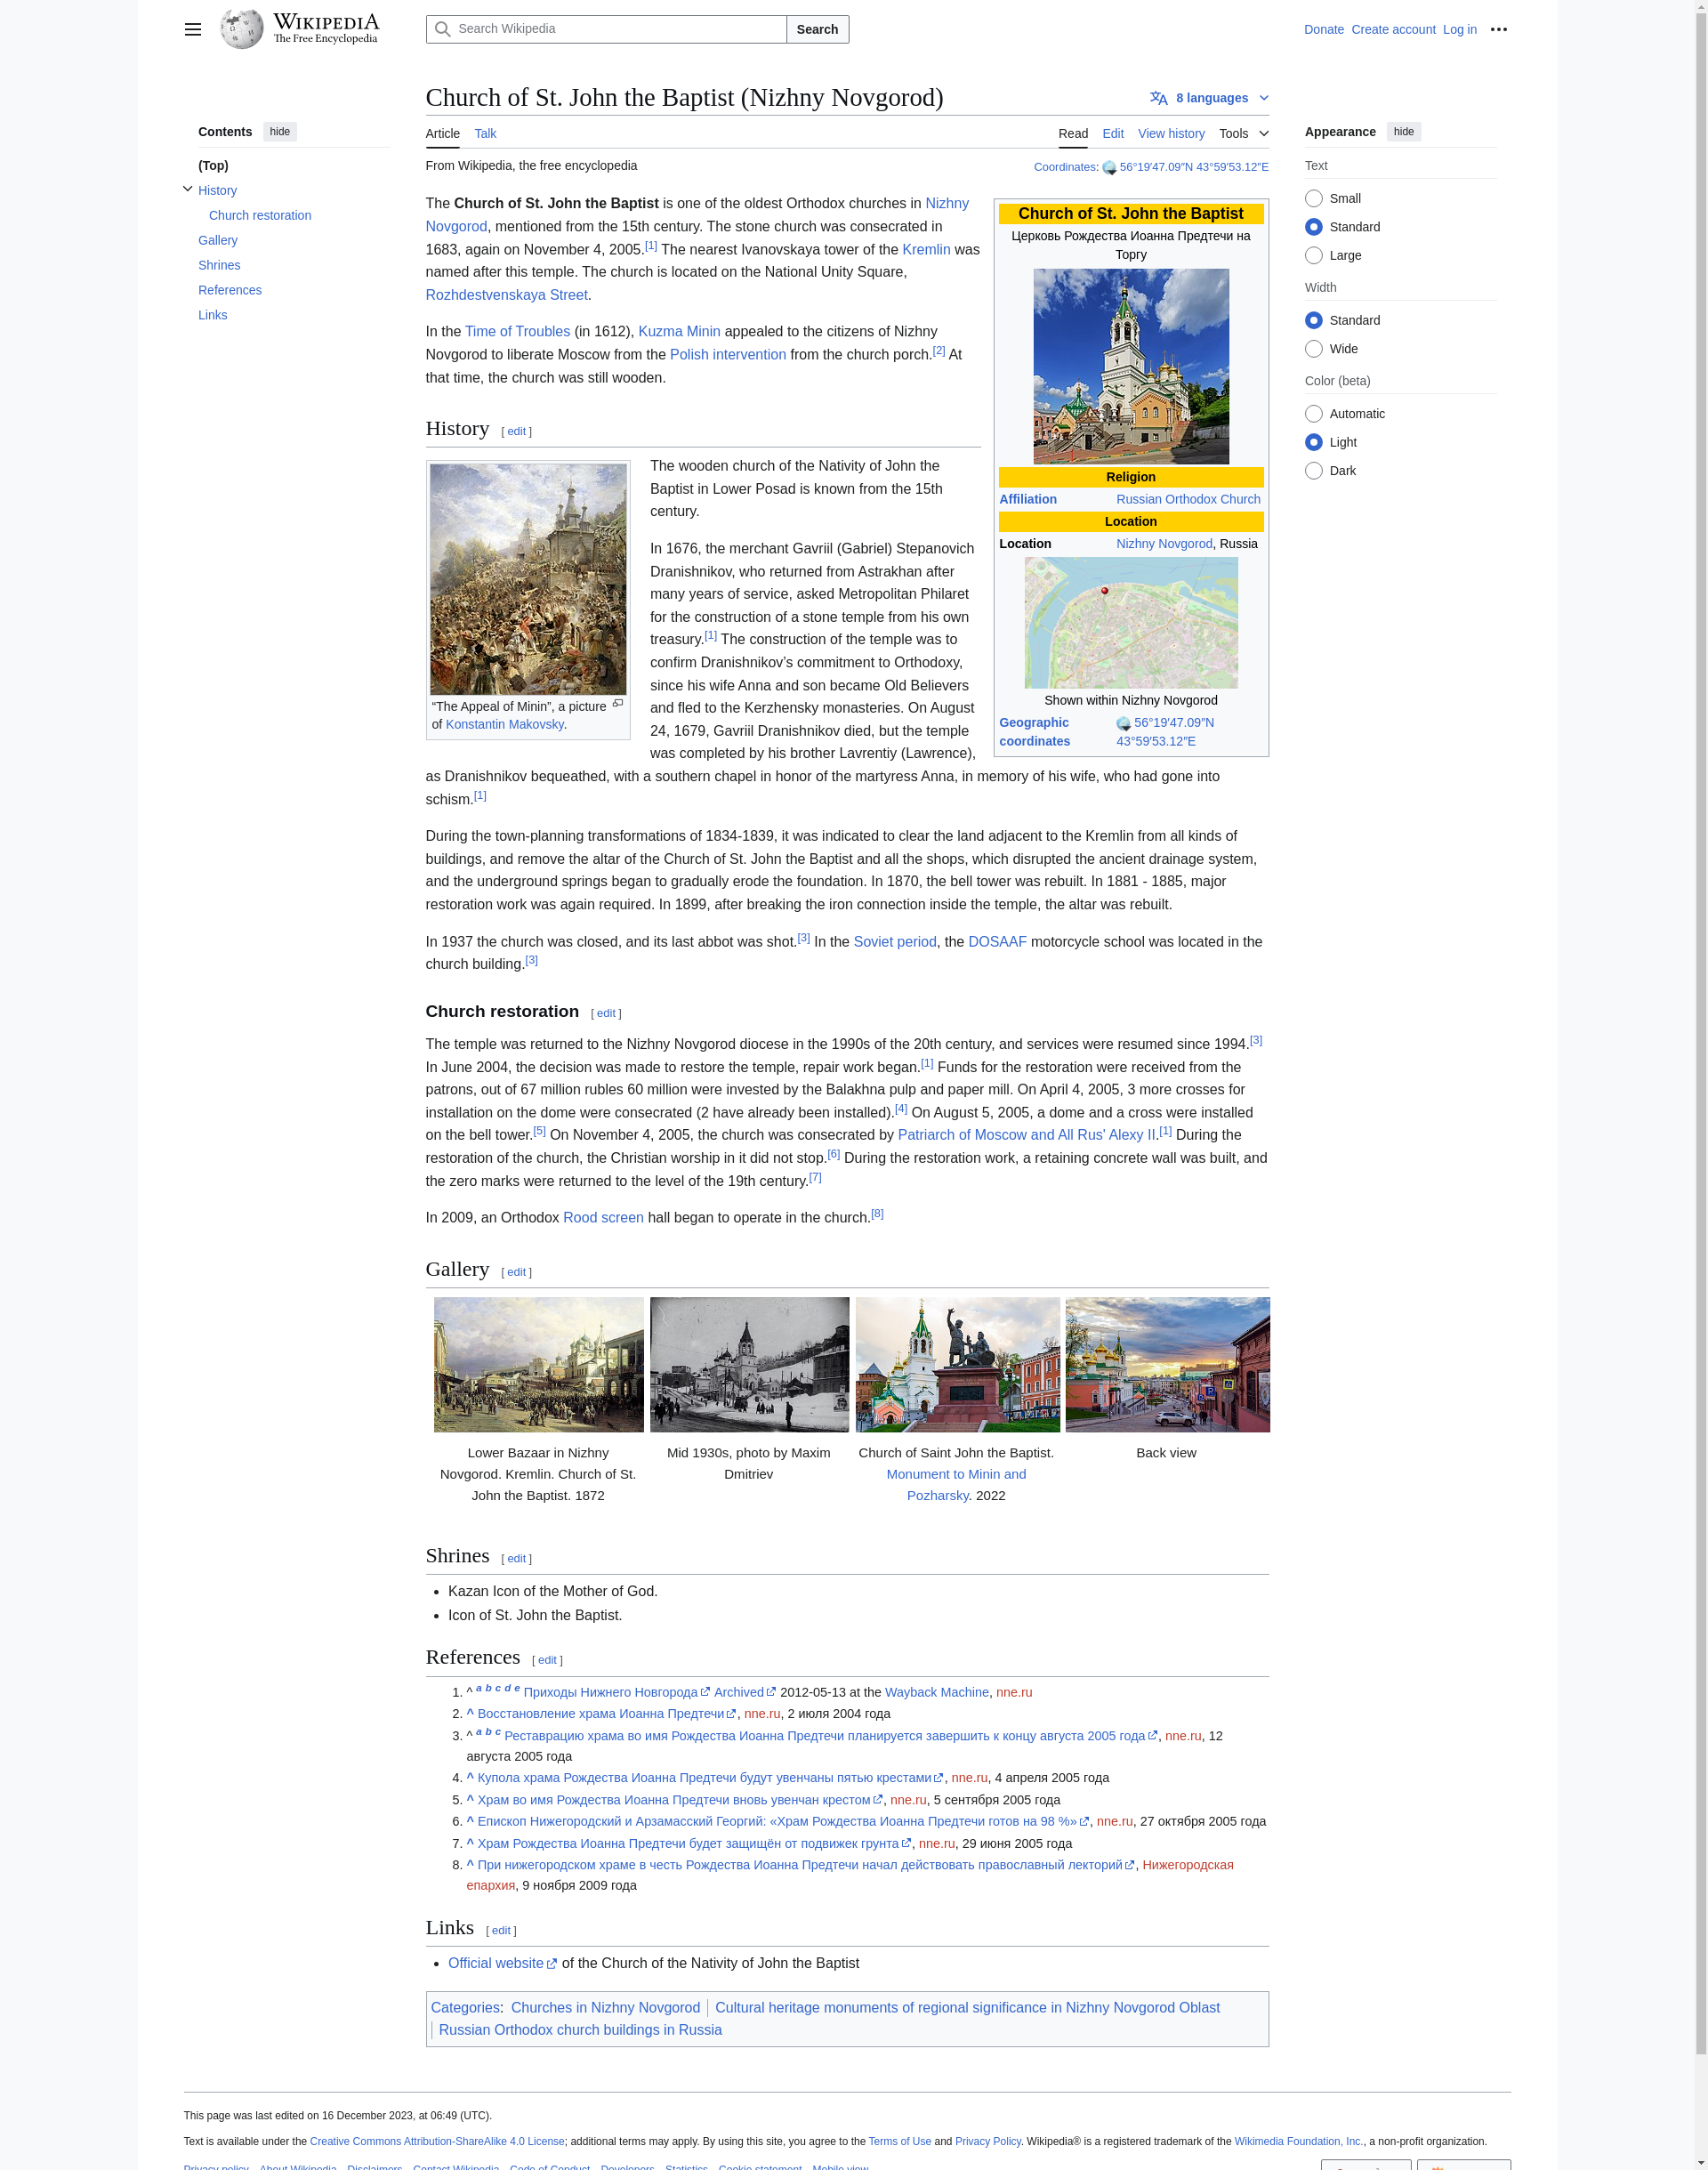 WIKIPEDIA
The Free Encyclopedia
Search Wikipedia
Search
Donate Create account Log in
Church of St. John the Baptist (Nizhny Novgorod)
8 languages
Article Talk
Read Edit View history Tools
From Wikipedia, the free encyclopedia
Coordinates: 56°19′47.09″N 43°59′53.12″E
Contents hide
(Top)
History
Church restoration
Gallery
Shrines
References
Links
Appearance hide
Text
Small
Standard
Large
Width
Standard
Wide
Color (beta)
Automatic
Light
Dark
The Church of St. John the Baptist is one of the oldest Orthodox churches in Nizhny
Novgorod, mentioned from the 15th century. The stone church was consecrated in
1683, again on November 4, 2005.[1] The nearest Ivanovskaya tower of the Kremlin was
named after this temple. The church is located on the National Unity Square,
Rozhdestvenskaya Street.
In the Time of Troubles (in 1612), Kuzma Minin appealed to the citizens of Nizhny
Novgorod to liberate Moscow from the Polish intervention from the church porch.[2] At
that time, the church was still wooden.
Church of St. John the Baptist
Церковь Рождества Иоанна Предтечи на
Торгу
Religion
Affiliation Russian Orthodox Church
Location
Location Nizhny Novgorod, Russia
Shown within Nizhny Novgorod
Geographic coordinates 56°19′47.09″N
43°59′53.12″E
History [ edit ]
“The Appeal of Minin”, a picture
of Konstantin Makovsky.
The wooden church of the Nativity of John the
Baptist in Lower Posad is known from the 15th
century.
In 1676, the merchant Gavriil (Gabriel) Stepanovich
Dranishnikov, who returned from Astrakhan after
many years of service, asked Metropolitan Philaret
for the construction of a stone temple from his own
treasury.[1] The construction of the temple was to
confirm Dranishnikov’s commitment to Orthodoxy,
since his wife Anna and son became Old Believers
and fled to the Kerzhensky monasteries. On August
24, 1679, Gavriil Dranishnikov died, but the temple
was completed by his brother Lavrentiy (Lawrence),
as Dranishnikov bequeathed, with a southern chapel in honor of the martyress Anna, in memory of his wife, who had gone into
schism.[1]
During the town-planning transformations of 1834-1839, it was indicated to clear the land adjacent to the Kremlin from all kinds of
buildings, and remove the altar of the Church of St. John the Baptist and all the shops, which disrupted the ancient drainage system,
and the underground springs began to gradually erode the foundation. In 1870, the bell tower was rebuilt. In 1881 - 1885, major
restoration work was again required. In 1899, after breaking the iron connection inside the temple, the altar was rebuilt.
In 1937 the church was closed, and its last abbot was shot.[3] In the Soviet period, the DOSAAF motorcycle school was located in the
church building.[3]
Church restoration [ edit ]
The temple was returned to the Nizhny Novgorod diocese in the 1990s of the 20th century, and services were resumed since 1994.[3]
In June 2004, the decision was made to restore the temple, repair work began.[1] Funds for the restoration were received from the
patrons, out of 67 million rubles 60 million were invested by the Balakhna pulp and paper mill. On April 4, 2005, 3 more crosses for
installation on the dome were consecrated (2 have already been installed).[4] On August 5, 2005, a dome and a cross were installed
on the bell tower.[5] On November 4, 2005, the church was consecrated by Patriarch of Moscow and All Rus' Alexy II.[1] During the
restoration of the church, the Christian worship in it did not stop.[6] During the restoration work, a retaining concrete wall was built, and
the zero marks were returned to the level of the 19th century.[7]
In 2009, an Orthodox Rood screen hall began to operate in the church.[8]
Gallery [ edit ]
Lower Bazaar in Nizhny
Novgorod. Kremlin. Church of St.
John the Baptist. 1872
Mid 1930s, photo by Maxim
Dmitriev
Church of Saint John the Baptist.
Monument to Minin and
Pozharsky. 2022
Back view
Shrines [ edit ]
Kazan Icon of the Mother of God.
Icon of St. John the Baptist.
References [ edit ]
1. ^ a b c d e Приходы Нижнего Новгорода Archived 2012-05-13 at the Wayback Machine, nne.ru
2. ^ Восстановление храма Иоанна Предтечи, nne.ru, 2 июля 2004 года
3. ^ a b c Реставрацию храма во имя Рождества Иоанна Предтечи планируется завершить к концу августа 2005 года, nne.ru, 12
августа 2005 года
4. ^ Купола храма Рождества Иоанна Предтечи будут увенчаны пятью крестами, nne.ru, 4 апреля 2005 года
5. ^ Храм во имя Рождества Иоанна Предтечи вновь увенчан крестом, nne.ru, 5 сентября 2005 года
6. ^ Епископ Нижегородский и Арзамасский Георгий: «Храм Рождества Иоанна Предтечи готов на 98 %», nne.ru, 27 октября 2005 года
7. ^ Храм Рождества Иоанна Предтечи будет защищён от подвижек грунта, nne.ru, 29 июня 2005 года
8. ^ При нижегородском храме в честь Рождества Иоанна Предтечи начал действовать православный лекторий, Нижегородская
епархия, 9 ноября 2009 года
Links [ edit ]
Official website of the Church of the Nativity of John the Baptist
Categories: Churches in Nizhny Novgorod | Cultural heritage monuments of regional significance in Nizhny Novgorod Oblast
| Russian Orthodox church buildings in Russia
This page was last edited on 16 December 2023, at 06:49 (UTC).
Text is available under the Creative Commons Attribution-ShareAlike 4.0 License; additional terms may apply. By using this site, you agree to the Terms of Use and Privacy Policy. Wikipedia® is a registered trademark of the Wikimedia Foundation, Inc., a non-profit organization.
Privacy policy About Wikipedia Disclaimers Contact Wikipedia Code of Conduct Developers Statistics Cookie statement Mobile view